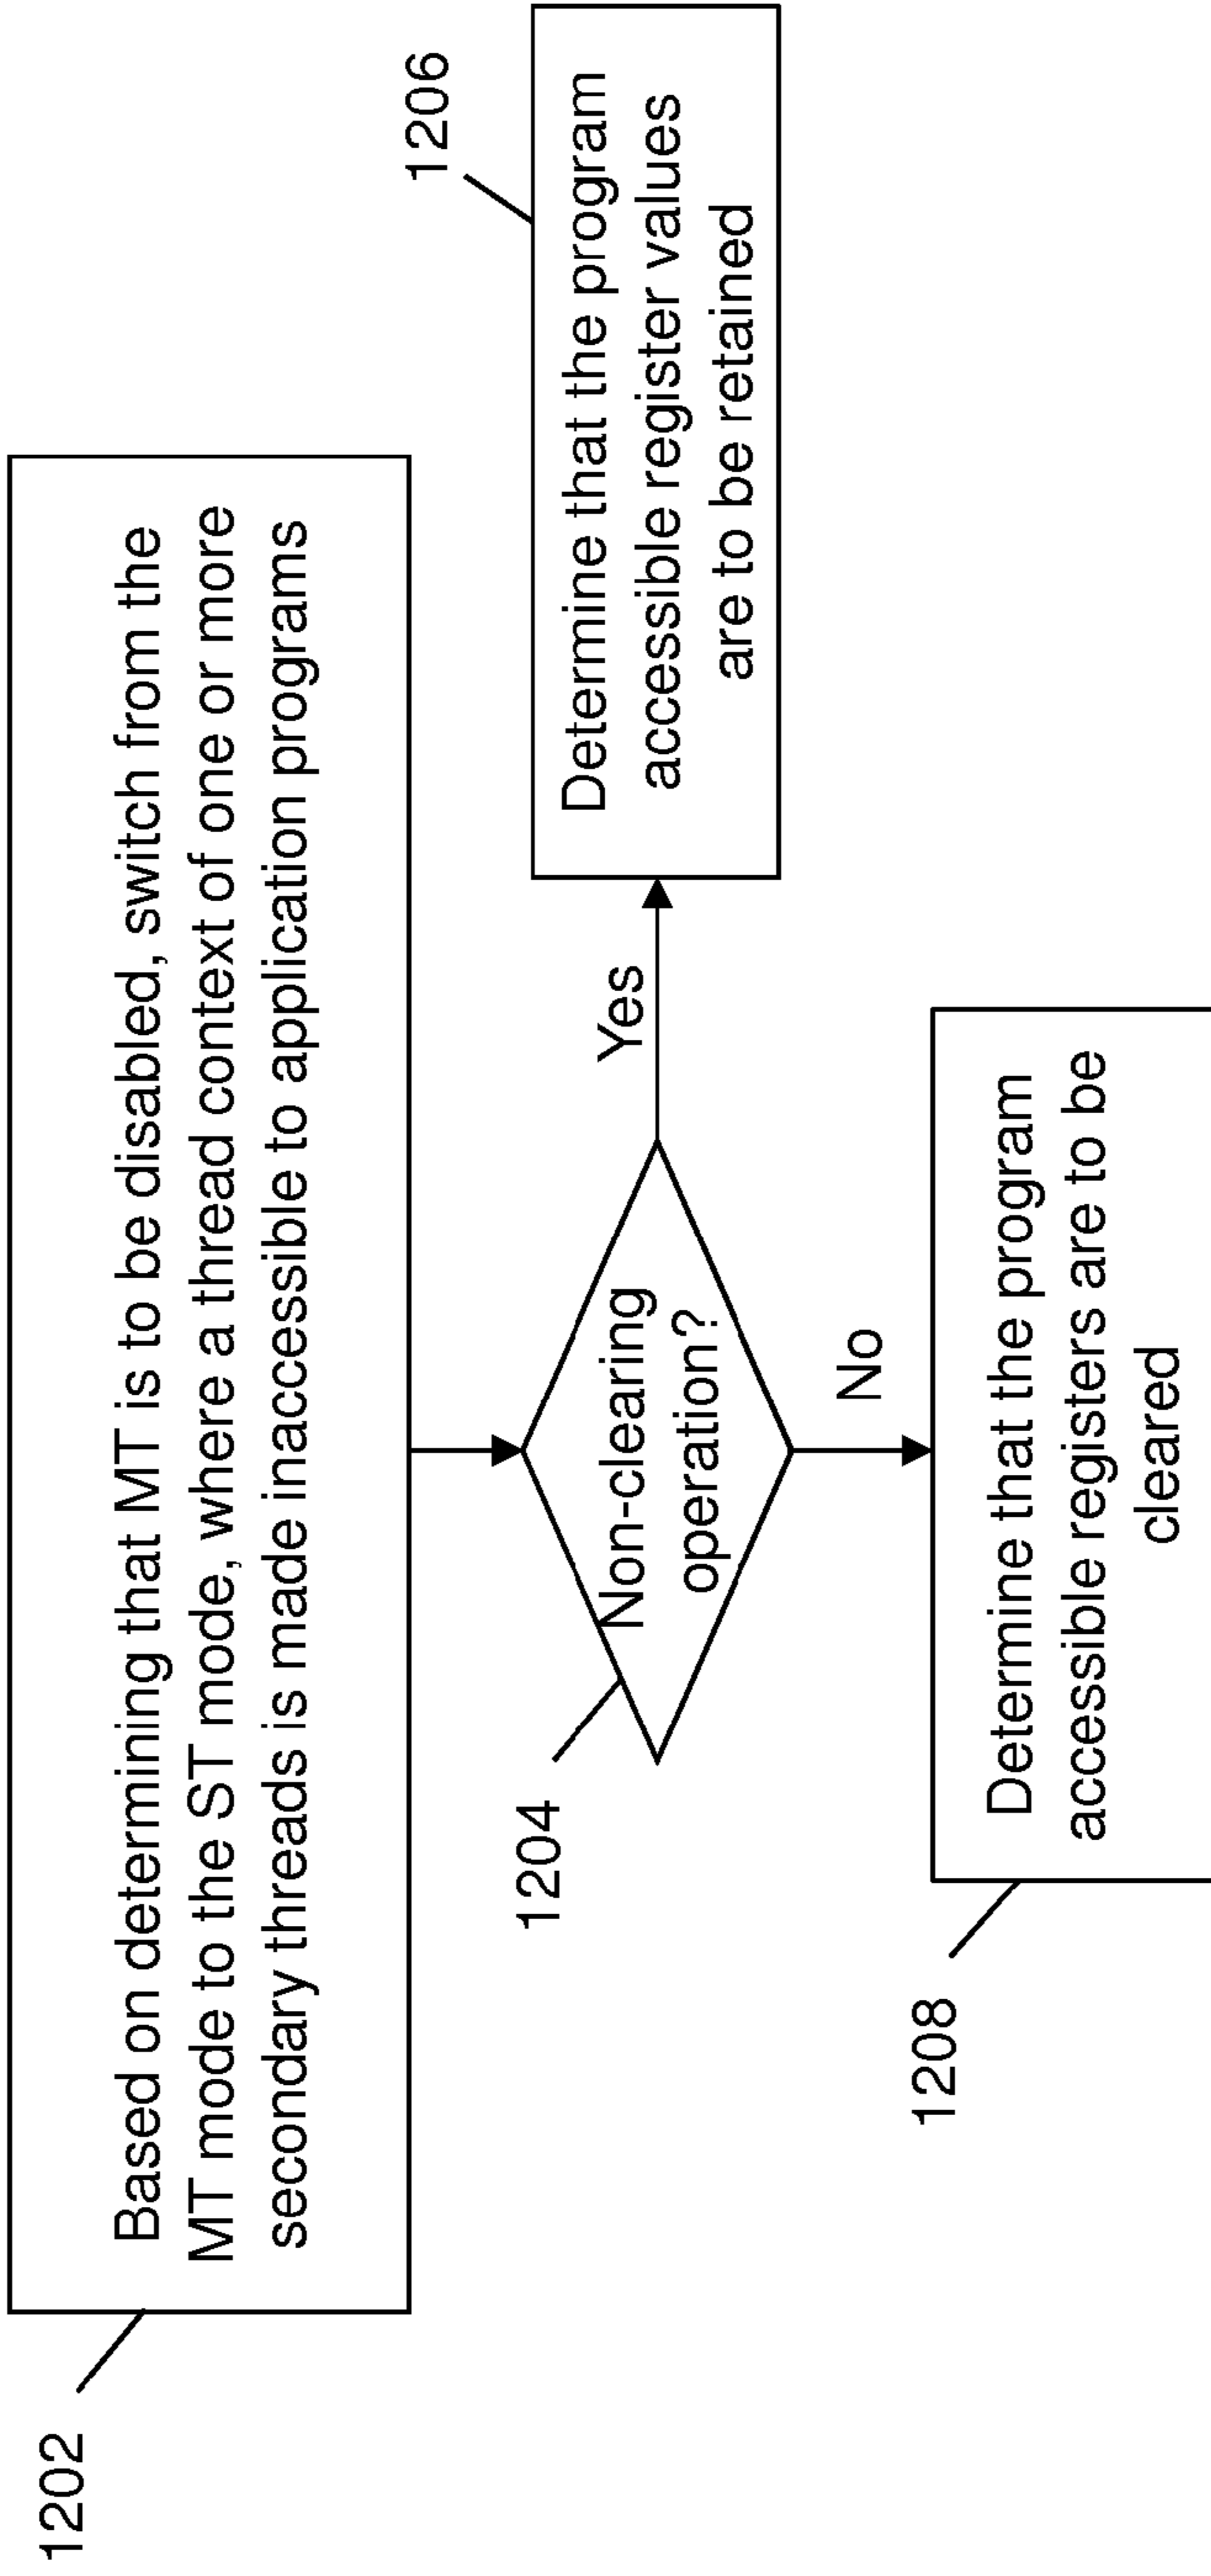 1202
Based on determining that MT is to be disabled, switch from the
MT mode to the ST mode, where a thread context of one or more
secondary threads is made inaccessible to application programs
1204
Non-clearing
operation?
Yes
1206
Determine that the program
accessible register values
are to be retained
No
1208
Determine that the program
accessible registers are to be
cleared